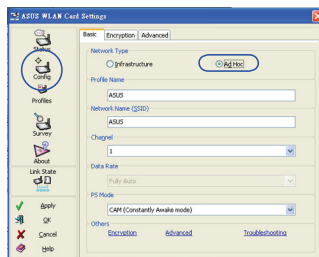 ASUS WLAN Card Settings
Status
Config
Profiles
Survey
About
Link State
Apply
OK
Cancel
Help
Basic Encryption Advanced
Network Type
Infrastructure Ad Hoc
Profile Name
ASUS
Network Name (SSID)
ASUS
Channel
1
Data Rate
Fully Auto
PS Mode
CAM (Constantly Awake mode)
Others
Encryption Advanced Troubleshooting